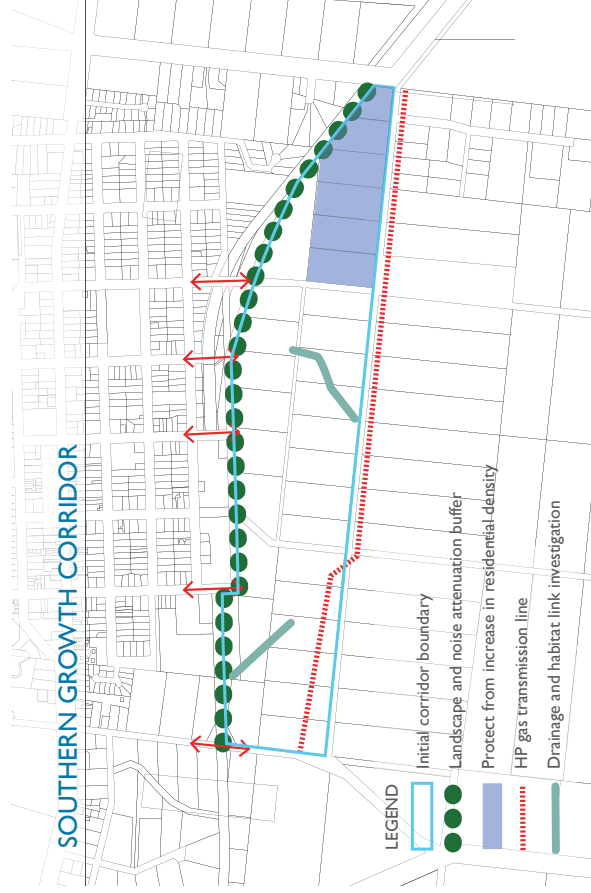 SOUTHERN GROWTH CORRIDOR
LEGEND
Initial corridor boundary
Landscape and noise attenuation buffer
Protect from increase in residential density
HP gas transmission line
Drainage and habitat link investigation